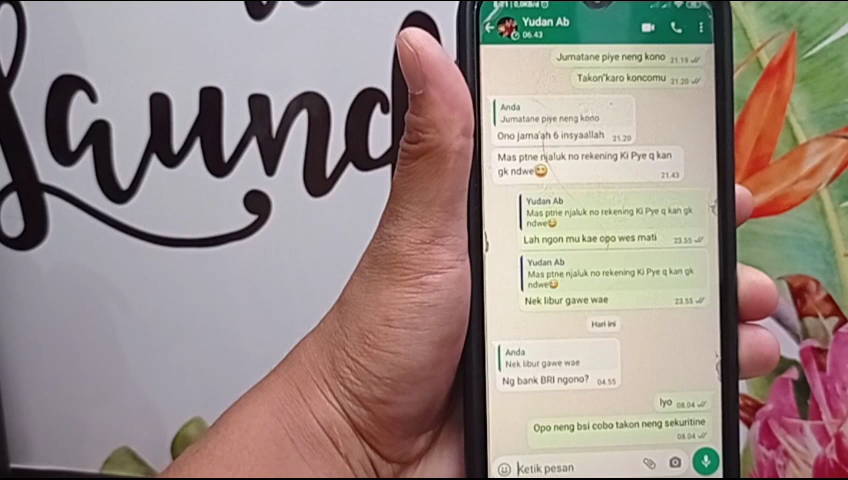 Laund
Yudan Ab
06.43
Jumatane piye neng kono 21.19
Takon"karo koncomu 21.20
Anda
Jumatane piye neng kono
Ono jama'ah 6 insyaallah 21.20
Mas ptne njaluk no rekening Ki Pye q kan
gk ndwe😅 21.43
Yudan Ab
Mas ptne njaluk no rekening Ki Pye q kan gk
ndwe😅
Lah ngon mu kae opo wes mati 23.55
Yudan Ab
Mas ptne njaluk no rekening Ki Pye q kan gk
ndwe😅
Nek libur gawe wae 23.55
Hari ini
Anda
Nek libur gawe wae
Ng bank BRI ngono? 04.55
Iyo 08.04
Opo neng bsi cobo takon neng sekuritine
08.04
Ketik pesan